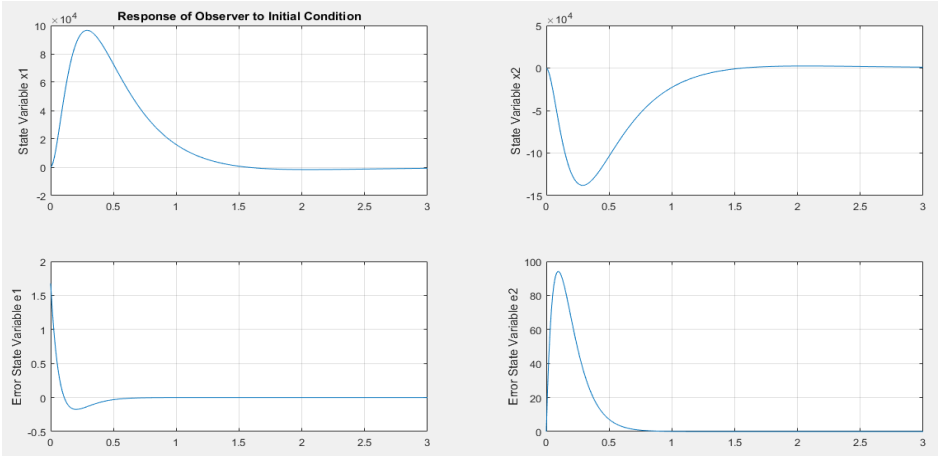 Response of Observer to Initial Condition
×10⁴
10
8
6
4
2
0
-2
0 0.5 1 1.5 2 2.5 3
State Variable x1
×10⁴
5
0
-5
-10
-15
0 0.5 1 1.5 2 2.5 3
State Variable x2
2
1.5
1
0.5
0
-0.5
0 0.5 1 1.5 2 2.5 3
Error State Variable e1
100
80
60
40
20
0
0 0.5 1 1.5 2 2.5 3
Error State Variable e2